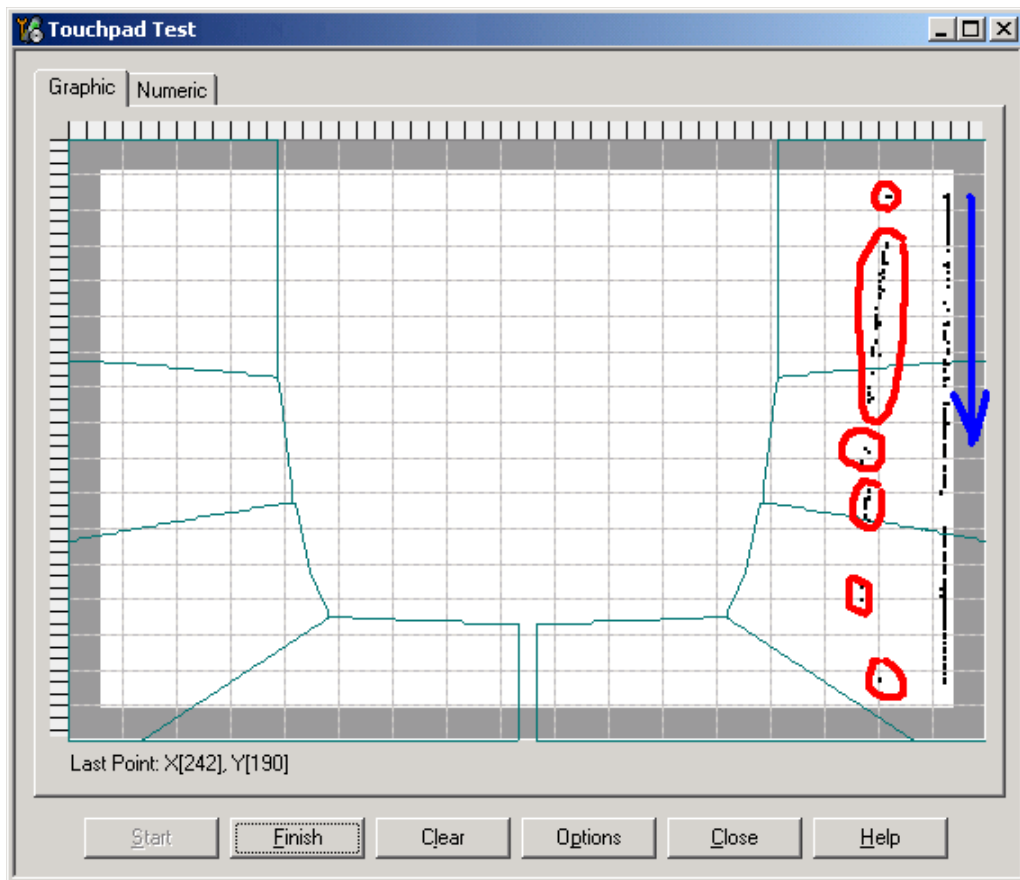 Touchpad Test
Graphic Numeric
Last Point: X[242], Y[190]
Start Finish Clear Options Close Help